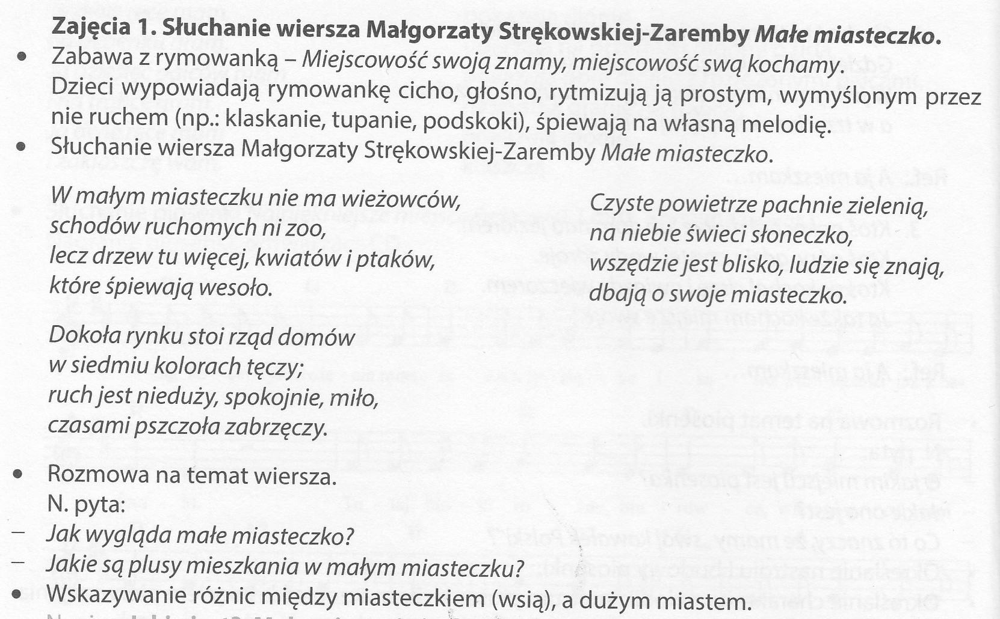 Zajęcia 1. Słuchanie wiersza Małgorzaty Strękowskiej-Zaremby Małe miasteczko.
• Zabawa z rymowanką – Miejscowość swoją znamy, miejscowość swą kochamy.
Dzieci wypowiadają rymowankę cicho, głośno, rytmizują ją prostym, wymyślonym przez
nie ruchem (np.: klaskanie, tupanie, podskoki), śpiewają na własną melodię.
• Słuchanie wiersza Małgorzaty Strękowskiej-Zaremby Małe miasteczko.
W małym miasteczku nie ma wieżowców,
schodów ruchomych ni zoo,
lecz drzew tu więcej, kwiatów i ptaków,
które śpiewają wesoło.
Dokoła rynku stoi rząd domów
w siedmiu kolorach tęczy;
ruch jest nieduży, spokojnie, miło,
czasami pszczoła zabrzęczy.
Czyste powietrze pachnie zielenią,
na niebie świeci słoneczko,
wszędzie jest blisko, ludzie się znają,
dbają o swoje miasteczko.
• Rozmowa na temat wiersza.
N. pyta:
– Jak wygląda małe miasteczko?
– Jakie są plusy mieszkania w małym miasteczku?
• Wskazywanie różnic między miasteczkiem (wsią), a dużym miastem.